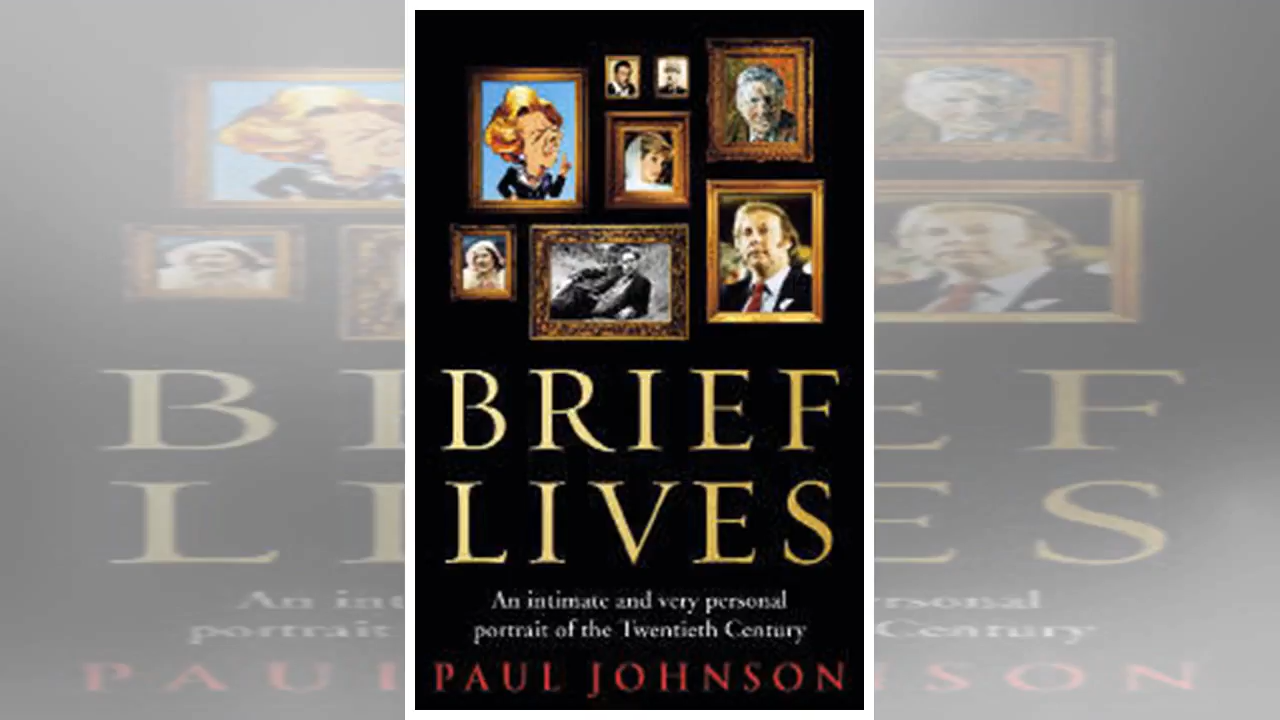 BRIEF
LIVES
An intimate and very personal
portrait of the Twentieth Century
PAUL JOHNSON